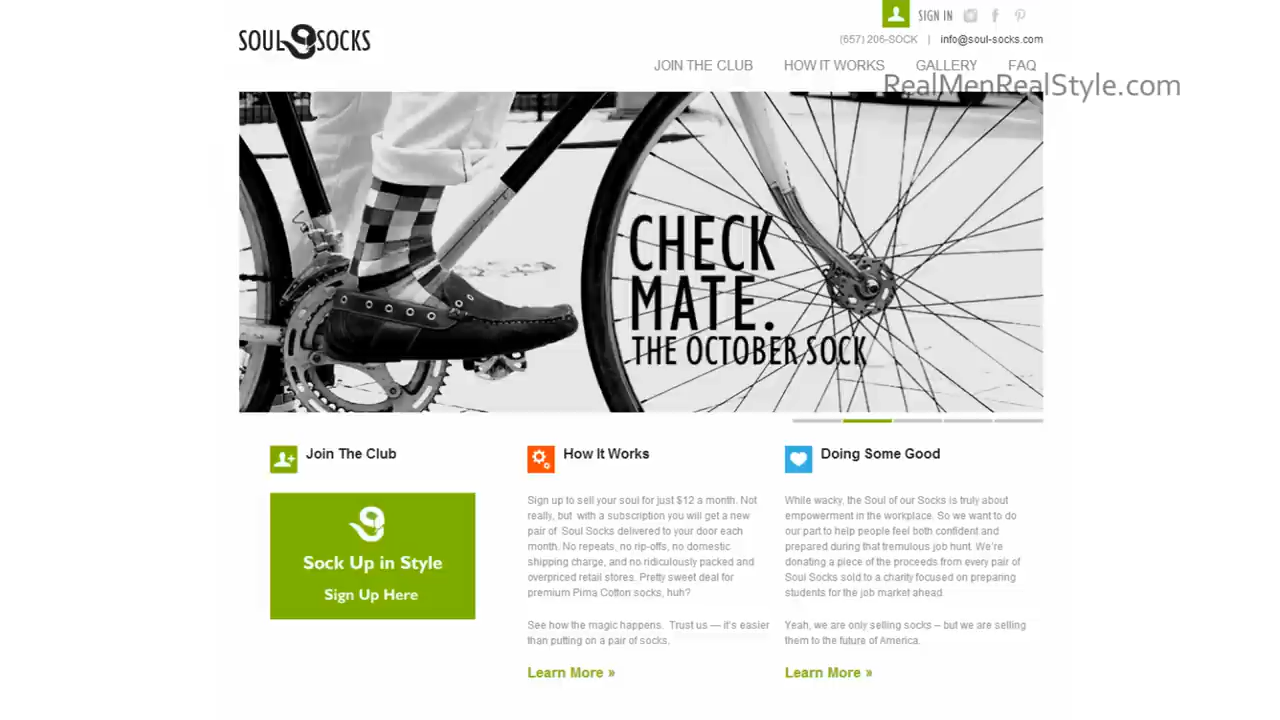 SIGN IN
SOUL SOCKS
(657) 206-SOCK | info@soul-socks.com
JOIN THE CLUB HOW IT WORKS GALLERY FAQ
RealMenRealStyle.com
CHECK
MATE.
THE OCTOBER SOCK
Join The Club
Sock Up in Style
Sign Up Here
How It Works
Sign up to sell your soul for just $12 a month. Not
really, but with a subscription you will get a new
pair of Soul Socks delivered to your door each
month. No repeats, no rip-offs, no domestic
shipping charge, and no ridiculously packed and
overpriced retail stores. Pretty sweet deal for
premium Pima Cotton socks, huh?
See how the magic happens. Trust us — it's easier
than putting on a pair of socks.
Learn More »
Doing Some Good
While wacky, the Soul of our Socks is truly about
empowerment in the workplace. So we want to do
our part to help people feel both confident and
prepared during that tremulous job hunt. We're
donating a piece of the proceeds from every pair of
Soul Socks sold to a charity focused on preparing
students for the job market ahead.
Yeah, we are only selling socks – but we are selling
them to the future of America.
Learn More »